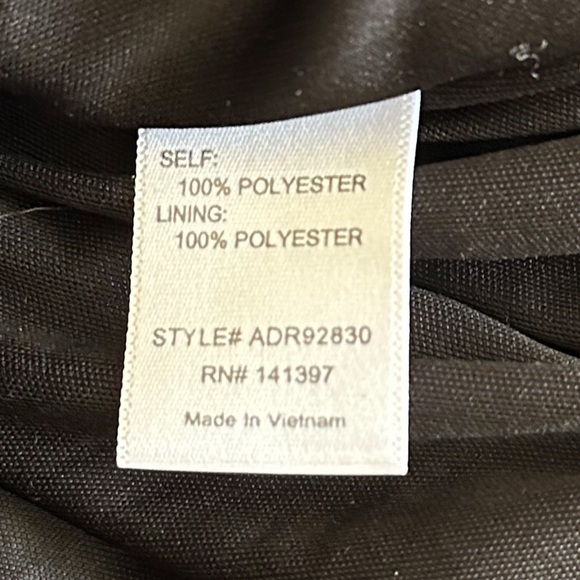 SELF:
100% POLYESTER
LINING:
100% POLYESTER
STYLE# ADR92830
RN# 141397
Made In Vietnam